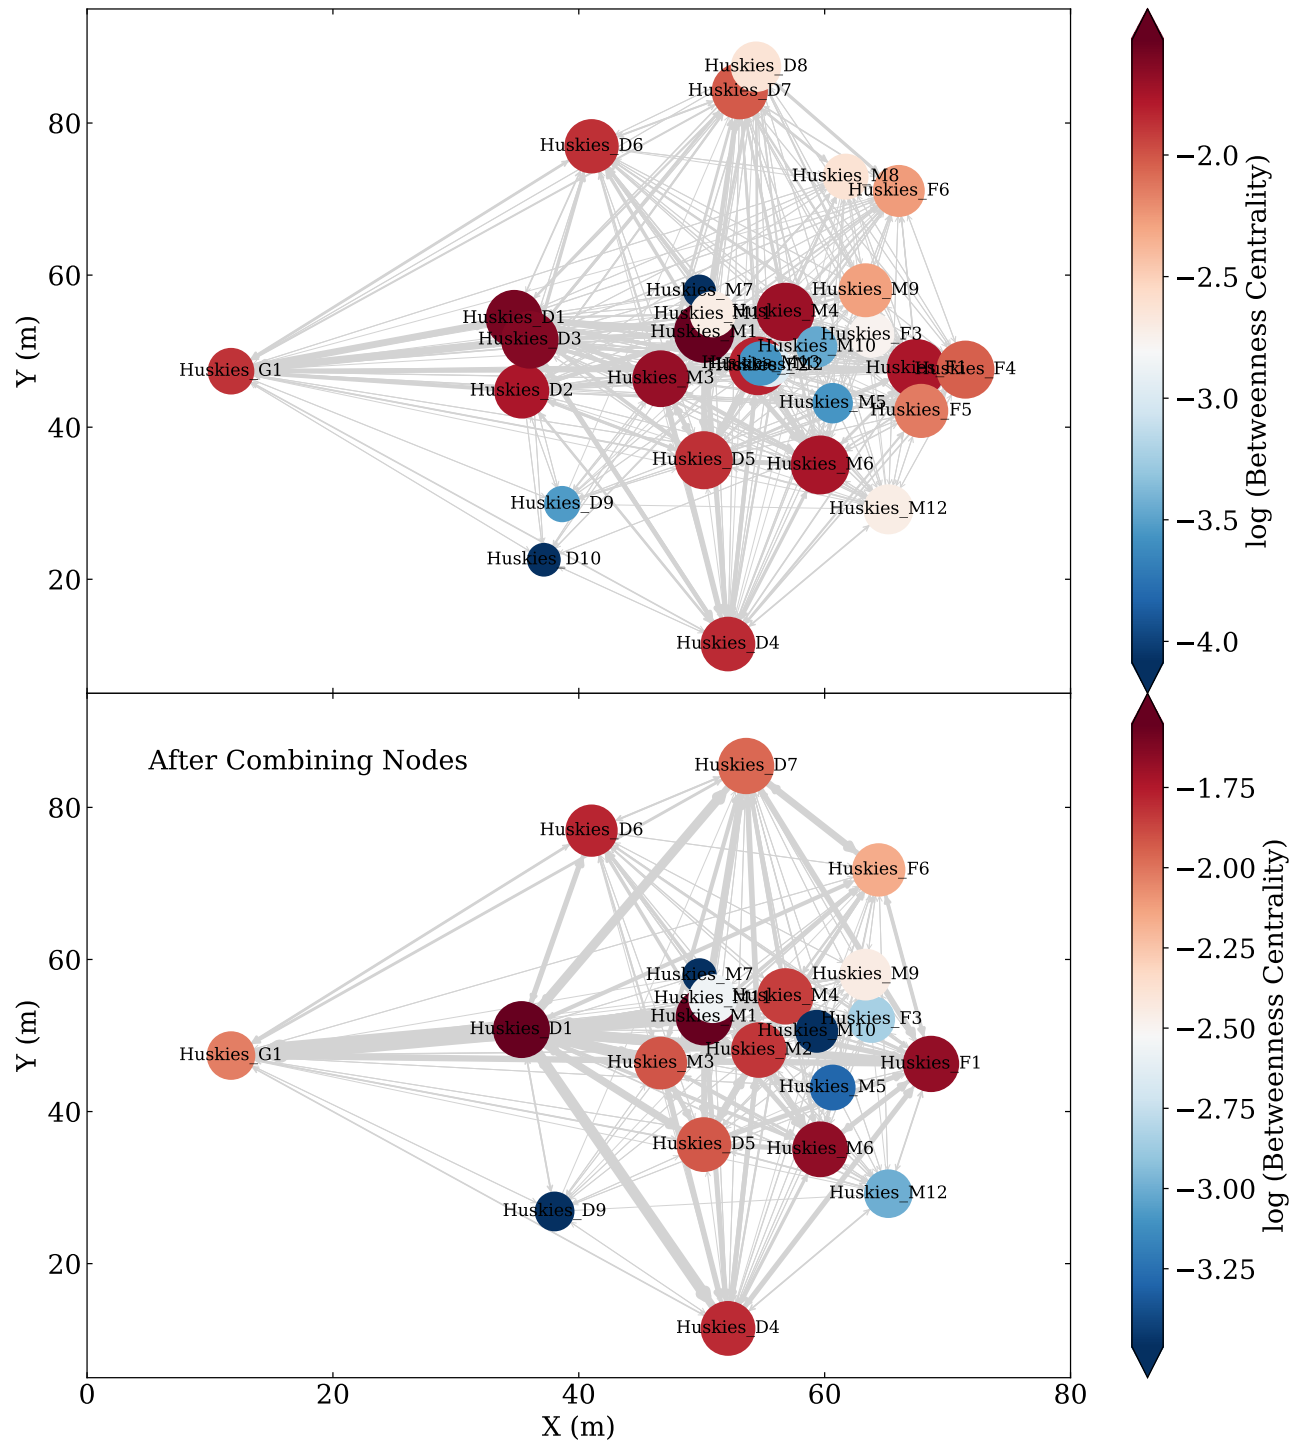 Huskies_D8
Huskies_D7
80
Huskies_D6
−2.0
Huskies_M8
Huskies_F6
−2.5
60
Huskies_M7
Huskies_M9
Huskies_M11
Huskies_M4
Huskies_D1
Huskies_M1
Huskies_F3
Huskies_D3
Huskies_M10
Y (m)
Huskies_G1
Huskies_M3
Huskies_F1
Huskies_F4
−3.0
log (Betweenness Centrality)
Huskies_D2
Huskies_M5
Huskies_F5
40
Huskies_D5
Huskies_M6
−3.5
Huskies_D9
Huskies_M12
Huskies_D10
20
−4.0
Huskies_D4
After Combining Nodes
Huskies_D7
−1.75
80
Huskies_D6
−2.00
Huskies_F6
−2.25
60
Huskies_M7
Huskies_M9
Huskies_M11
Huskies_M4
Huskies_M1
Huskies_F3
Huskies_D1
Huskies_M10
−2.50
Y (m)
Huskies_G1
Huskies_M2
Huskies_M3
Huskies_F1
log (Betweenness Centrality)
Huskies_M5
−2.75
40
Huskies_D5
Huskies_M6
Huskies_M12
−3.00
Huskies_D9
20
−3.25
Huskies_D4
0 20 40 60 80
X (m)